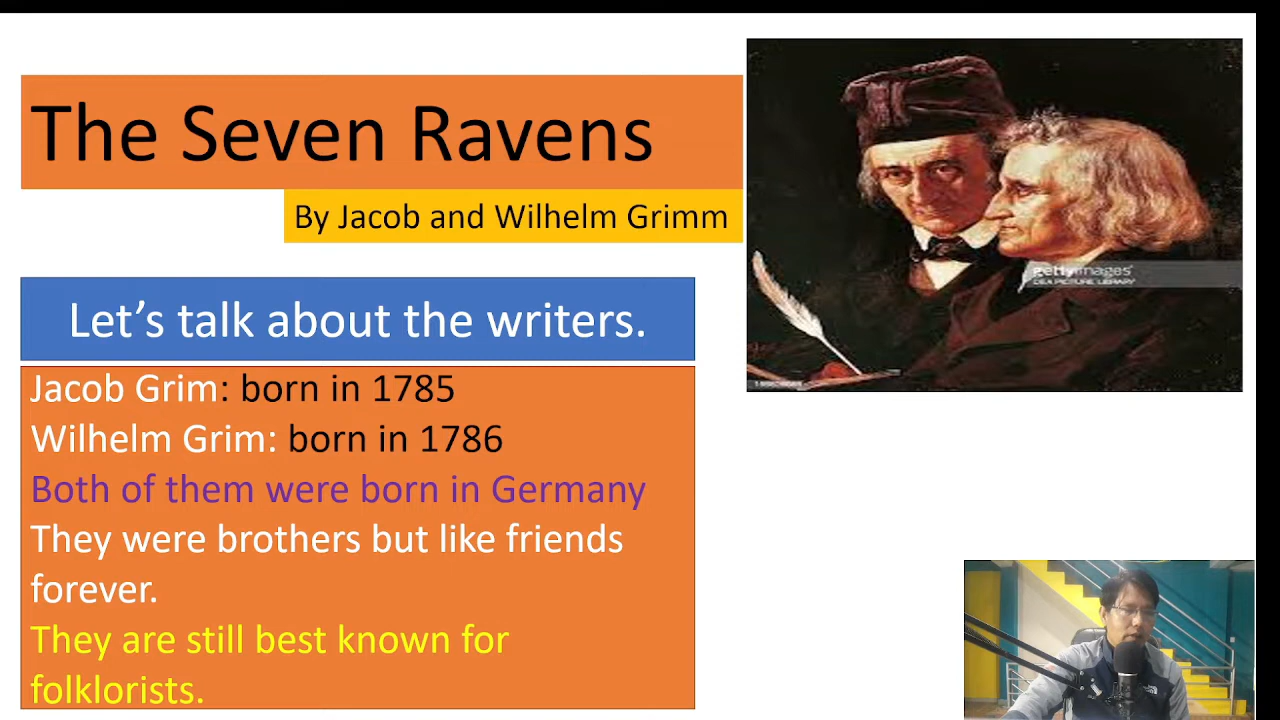 The Seven Ravens
By Jacob and Wilhelm Grimm
Let’s talk about the writers.
Jacob Grim: born in 1785
Wilhelm Grim: born in 1786
Both of them were born in Germany
They were brothers but like friends
forever.
They are still best known for
folklorists.
gettyimages
DEA PICTURE LIBRARY